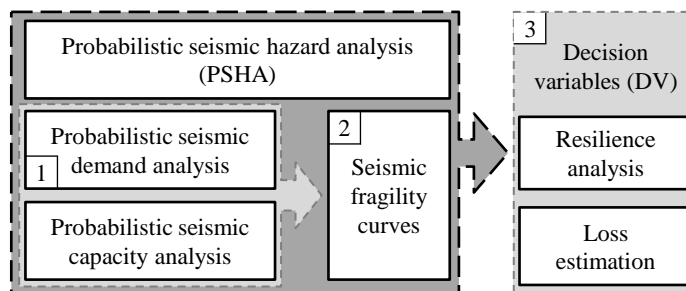 Probabilistic seismic hazard analysis
(PSHA)
1
Probabilistic seismic
demand analysis
Probabilistic seismic
capacity analysis
2
Seismic
fragility
curves
3
Decision
variables (DV)
Resilience
analysis
Loss
estimation